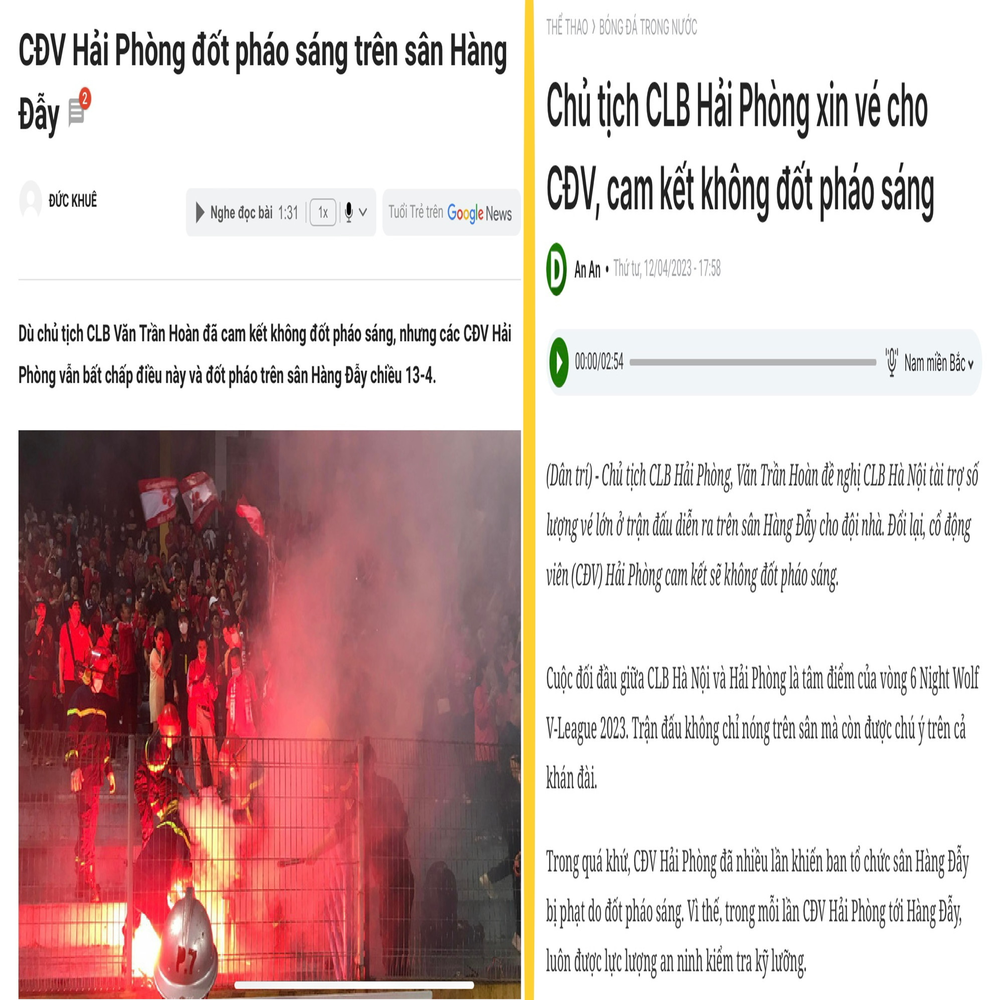 CĐV Hải Phòng đốt pháo sáng trên sân Hàng
Đẫy 2
ĐỨC KHUÊ
Nghe đọc bài 1:31 1x
Tuổi Trẻ trên Google News
Dù chủ tịch CLB Văn Trần Hoàn đã cam kết không đốt pháo sáng, nhưng các CĐV Hải
Phòng vẫn bất chấp điều này và đốt pháo trên sân Hàng Đẫy chiều 13-4.
P.7
THỂ THAO › BÓNG ĐÁ TRONG NƯỚC
Chủ tịch CLB Hải Phòng xin vé cho
CĐV, cam kết không đốt pháo sáng
D
An An • Thứ tư, 12/04/2023 - 17:58
00:00/02:54 Nam miền Bắc
(Dân trí) - Chủ tịch CLB Hải Phòng, Văn Trần Hoàn đề nghị CLB Hà Nội tài trợ số
lượng vé lớn ở trận đấu diễn ra trên sân Hàng Đẫy cho đội nhà. Đổi lại, cổ động
viên (CĐV) Hải Phòng cam kết sẽ không đốt pháo sáng.
Cuộc đối đầu giữa CLB Hà Nội và Hải Phòng là tâm điểm của vòng 6 Night Wolf
V-League 2023. Trận đấu không chỉ nóng trên sân mà còn được chú ý trên cả
khán đài.
Trong quá khứ, CĐV Hải Phòng đã nhiều lần khiến ban tổ chức sân Hàng Đẫy
bị phạt do đốt pháo sáng. Vì thế, trong mỗi lần CĐV Hải Phòng tới Hàng Đẫy,
luôn được lực lượng an ninh kiểm tra kỹ lưỡng.